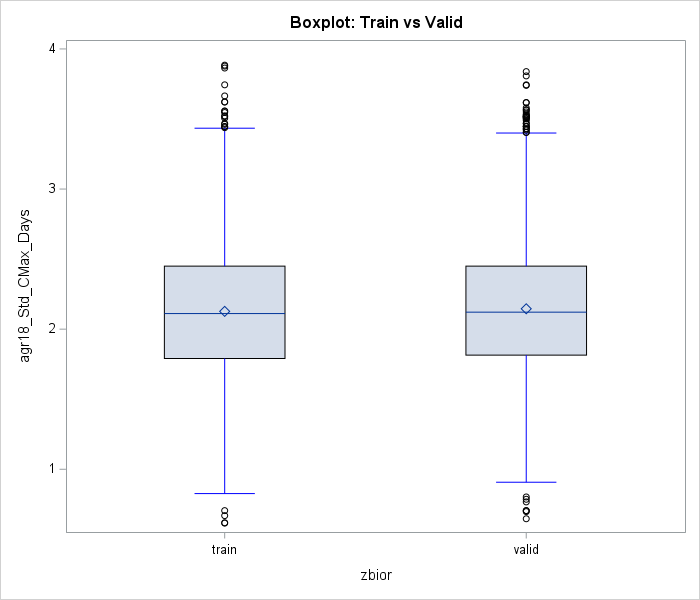 Boxplot: Train vs Valid
agr18_Std_CMax_Days
4
3
2
1
train
valid
zbior